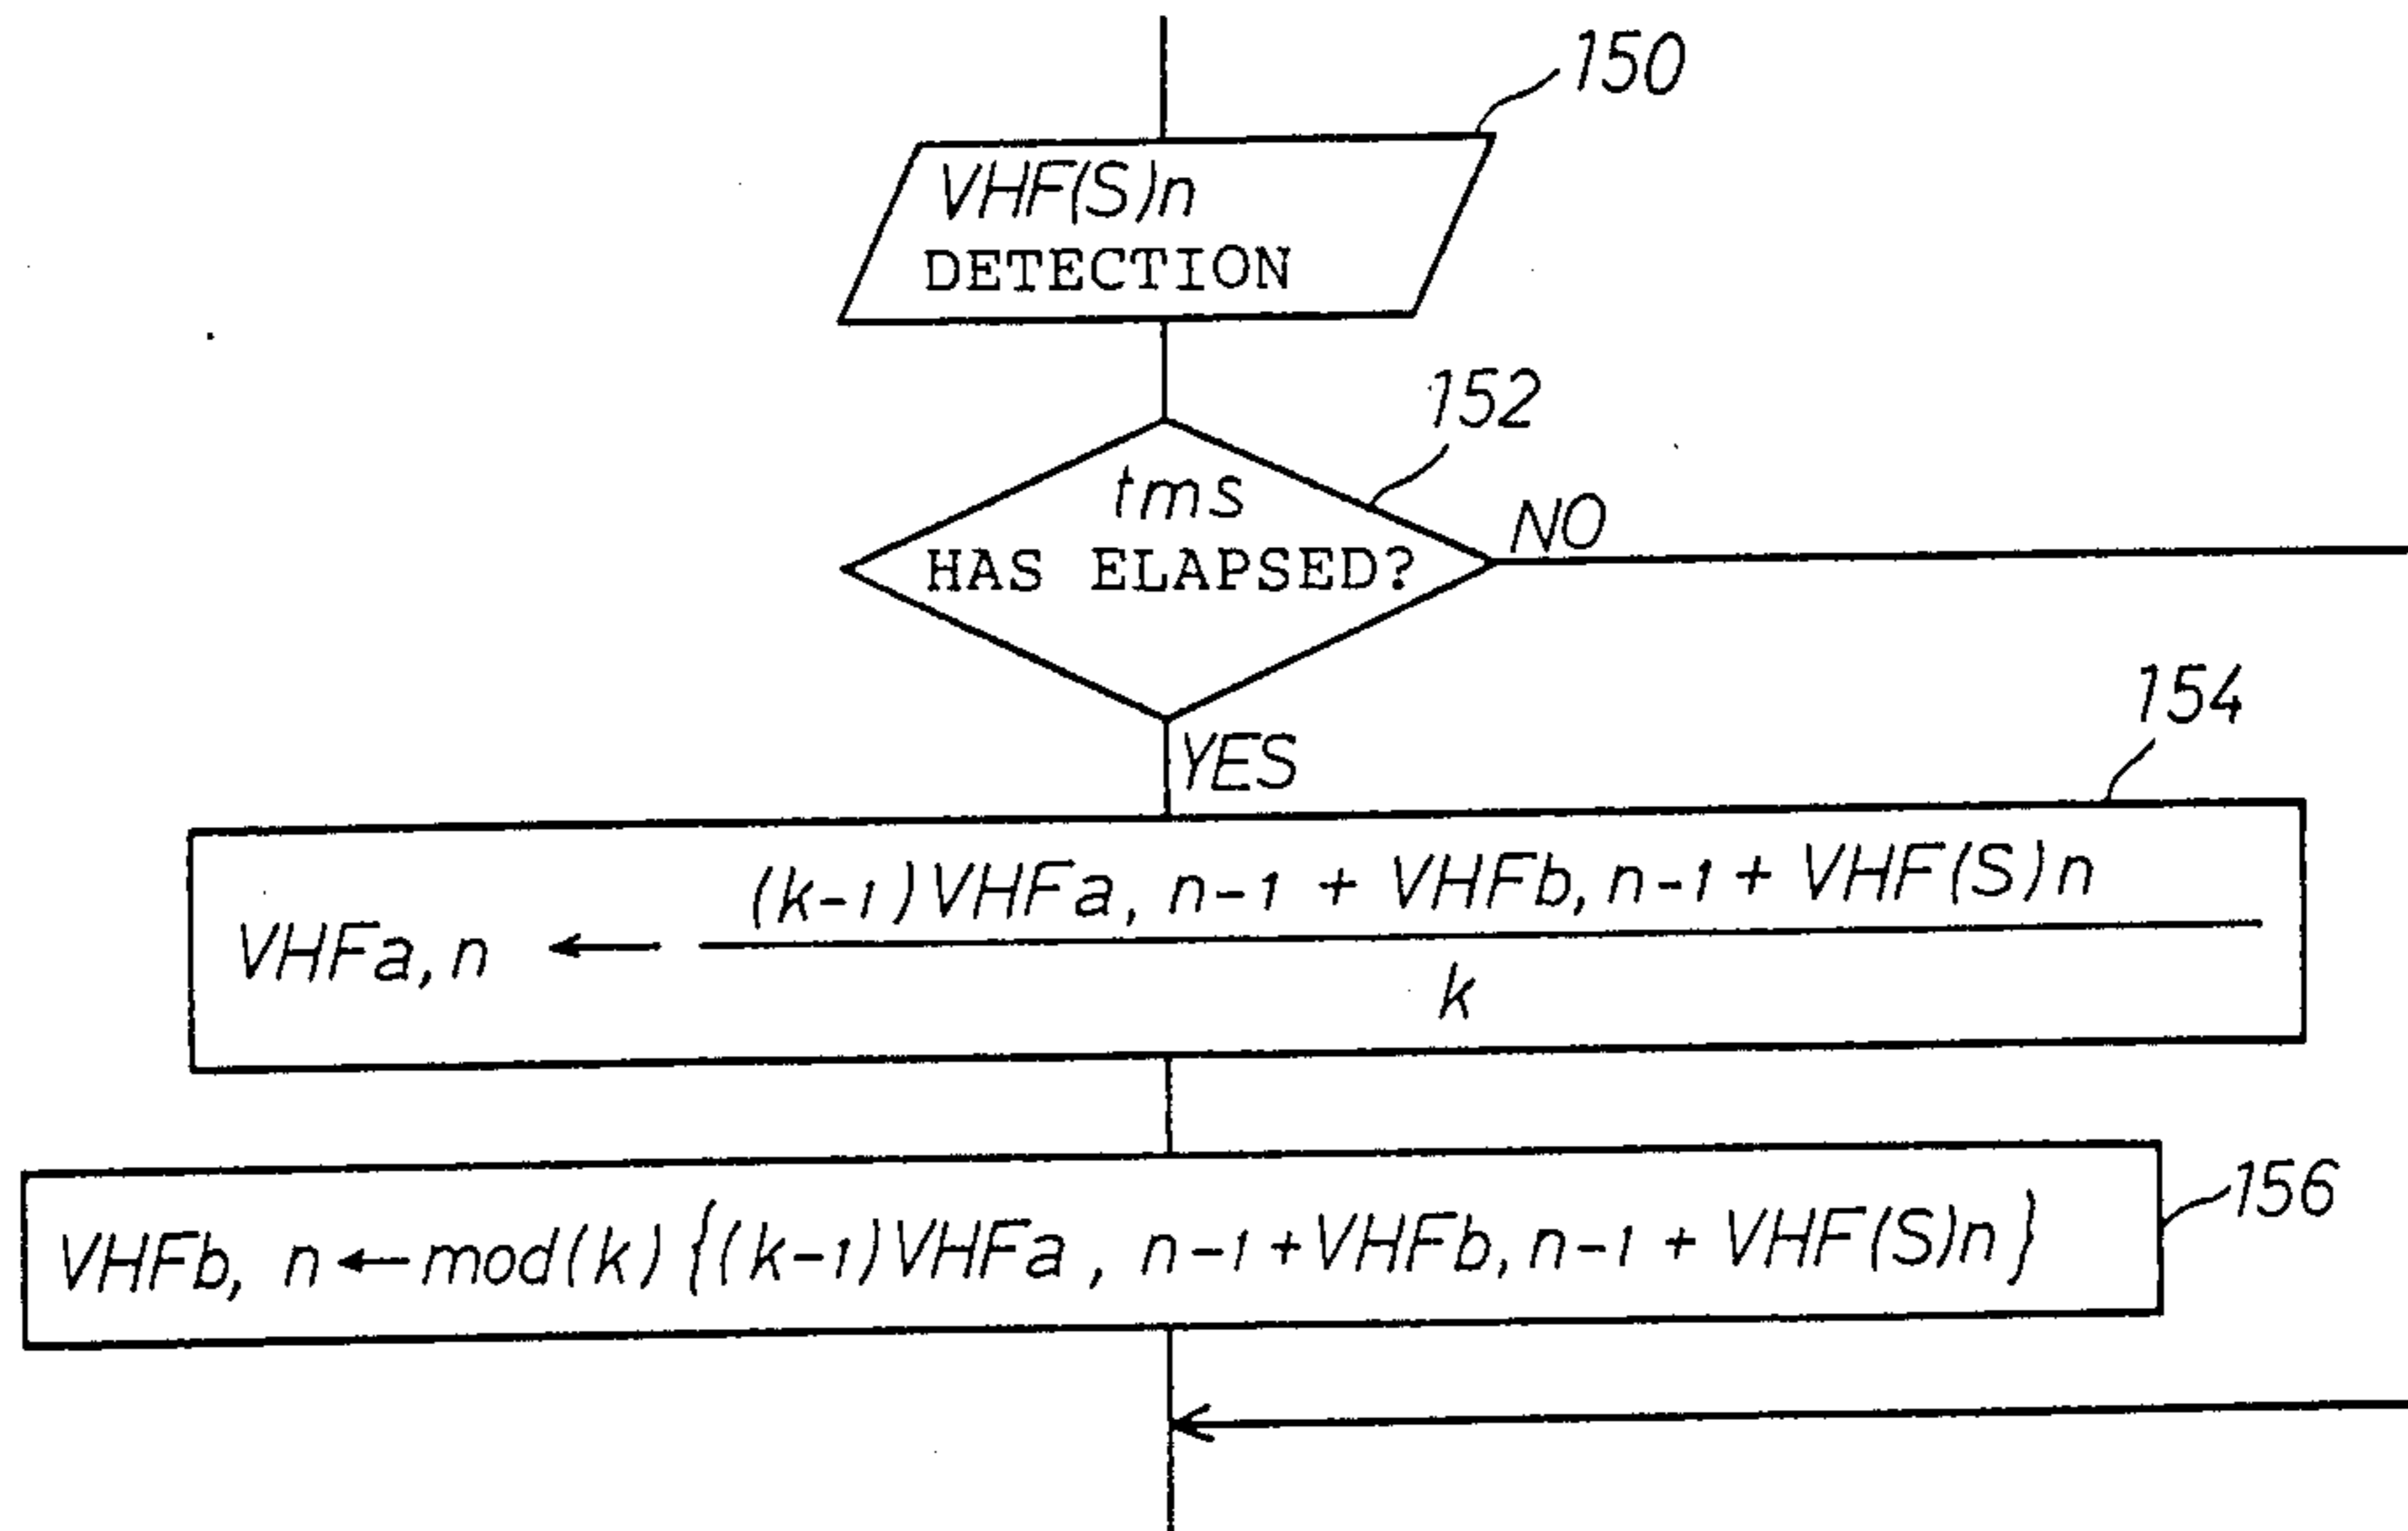 150
VHF(S)n
DETECTION
152
tms
HAS ELAPSED?
NO
YES
154
(k-1)VHFa, n-1 + VHFb, n-1 + VHF(S)n
VHFa, n ←
k
VHFb, n ← mod(k) {(k-1)VHFa, n-1 + VHFb, n-1 + VHF(S)n}
156